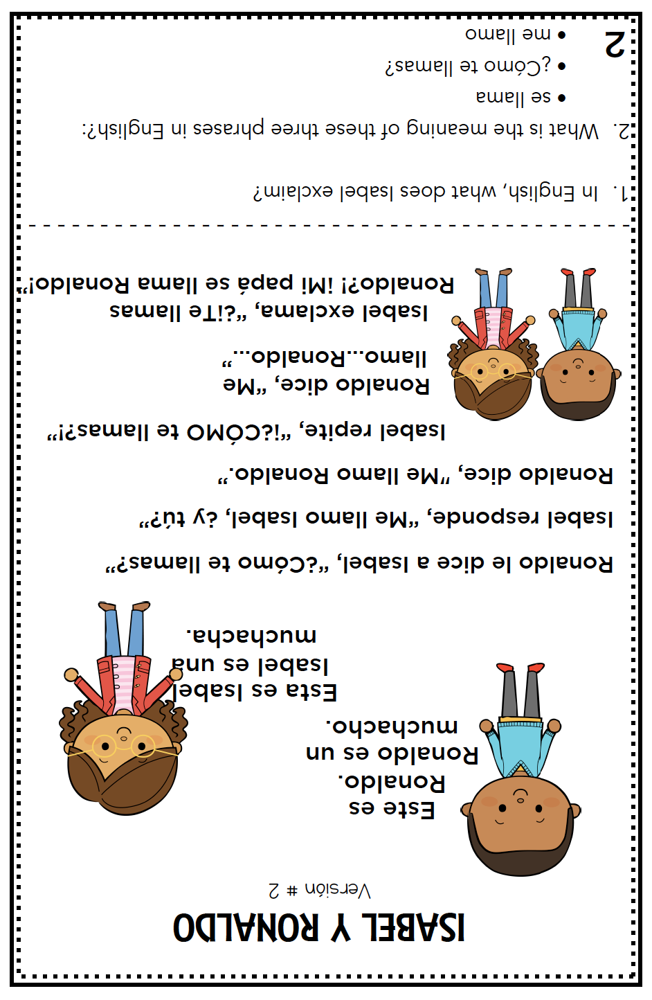 ISABEL Y RONALDO
Versión # 2
Este es
Ronaldo.
Ronaldo es un
muchacho.
Esta es Isabel
Isabel es una
muchacha.
Ronaldo le dice a Isabel, “¿Cómo te llamas?”
Isabel responde, “Me llamo Isabel, ¿y tú?”
Ronaldo dice, ”Me llamo Ronaldo.”
Isabel repite, “¡¿CÓMO te llamas?!”
Ronaldo dice, “Me
llamo...Ronaldo...”
Isabel exclama, “¿¡Te llamas
Ronaldo?! ¡Mi papá se llama Ronaldo!”
1. In English, what does Isabel exclaim?
2. What is the meaning of these three phrases in English?:
• se llama
• ¿Cómo te llamas?
• me llamo
2